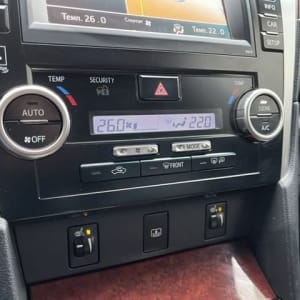 Темп. 26.0
Темп. 22.0
INFO
CAR
SETUP
TEMP
SECURITY
TEMP
AUTO
OFF
A/C
26.0
22.0
MODE
FRONT